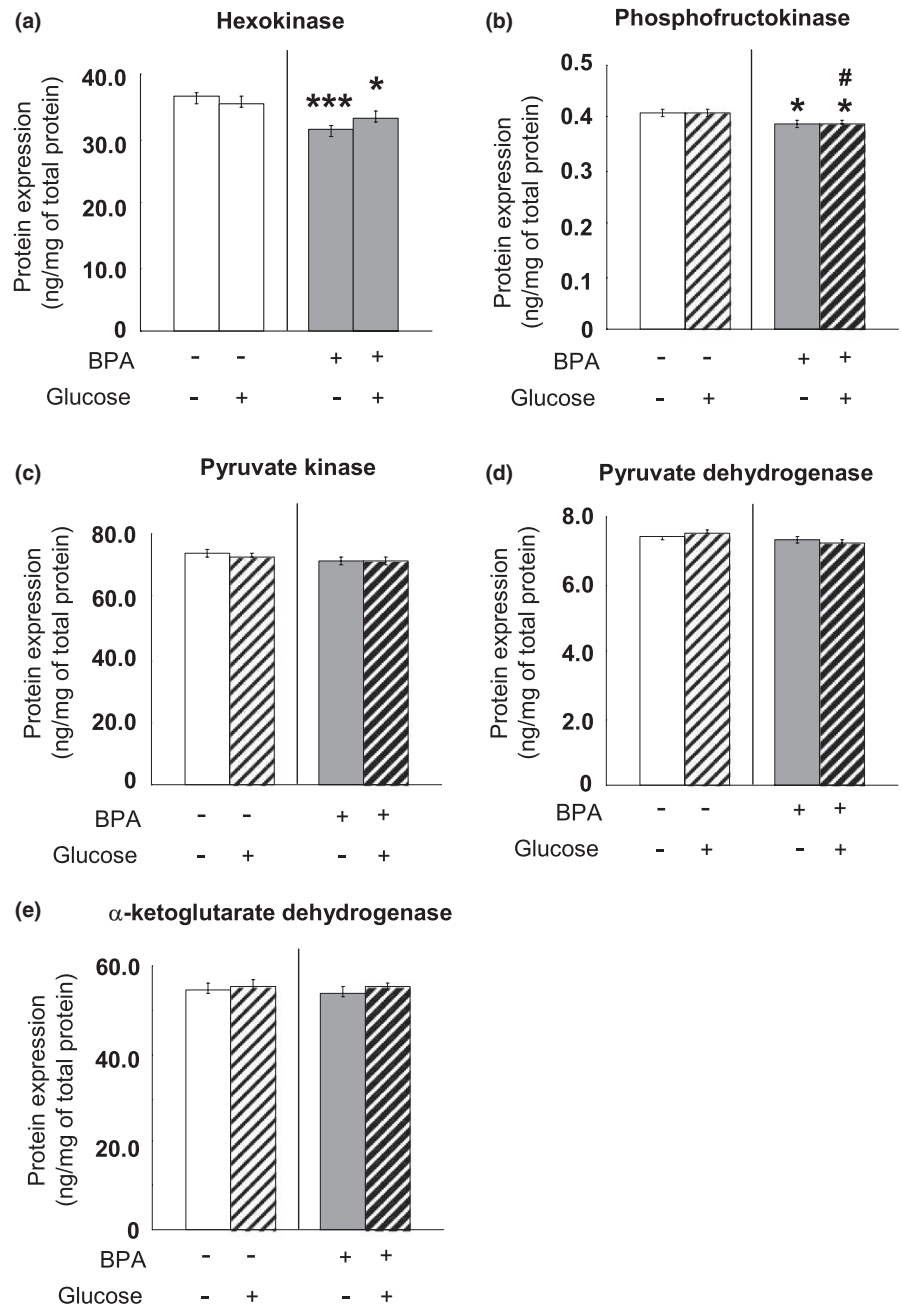 (a)
Hexokinase
Protein expression
(ng/mg of total protein)
40.0
30.0
20.0
10.0
0
***
*
BPA - - + +
Glucose - + - +
(b)
Phosphofructokinase
Protein expression
(ng/mg of total protein)
0.5
0.4
0.3
0.2
0.1
0
#
* *
BPA - - + +
Glucose - + - +
(c)
Pyruvate kinase
Protein expression
(ng/mg of total protein)
80.0
60.0
40.0
20.0
0
BPA - - + +
Glucose - + - +
(d)
Pyruvate dehydrogenase
Protein expression
(ng/mg of total protein)
8.0
6.0
4.0
2.0
0
BPA - - + +
Glucose - + - +
(e)
α-ketoglutarate dehydrogenase
Protein expression
(ng/mg of total protein)
60.0
40.0
20.0
0
BPA - - + +
Glucose - + - +